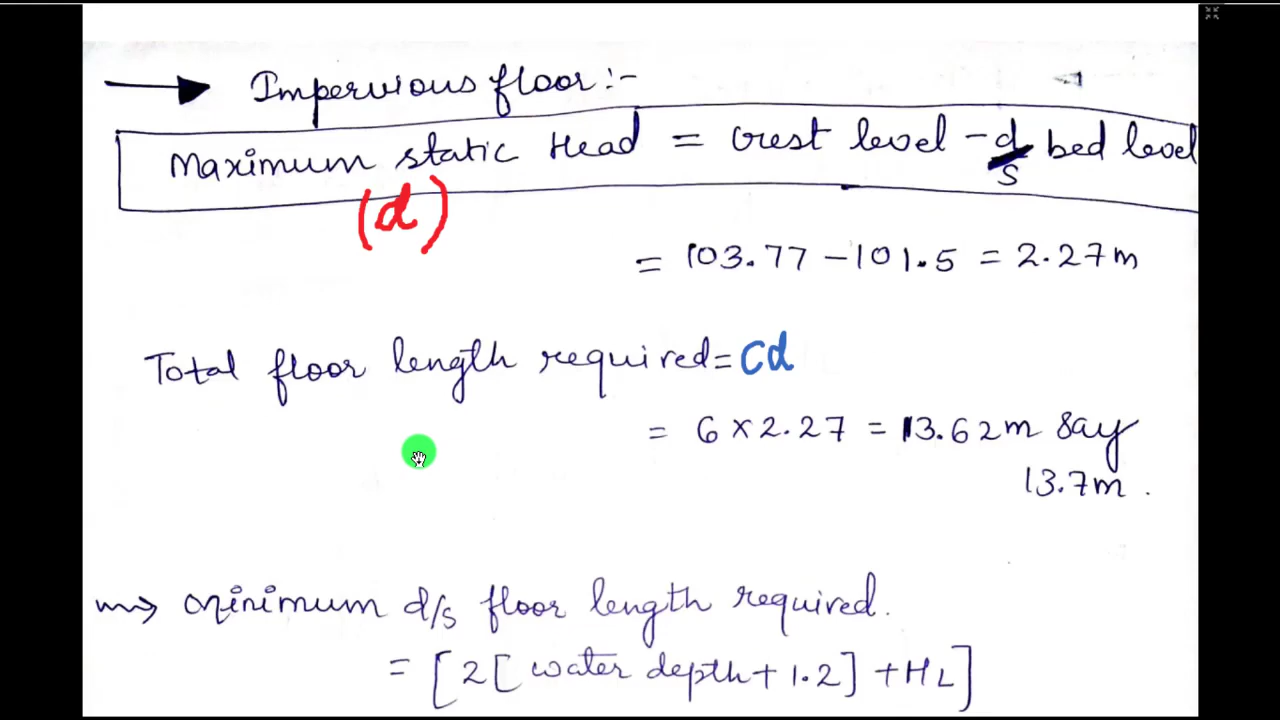 Impervious floor:-
Maximum static Head = crest level - d/s bed level
(d)
= 103.77 - 101.5 = 2.27m
Total floor length required = Cd
= 6 x 2.27 = 13.62m say
13.7m.
minimum d/s floor length required.
= [2[water depth + 1.2] + HL]